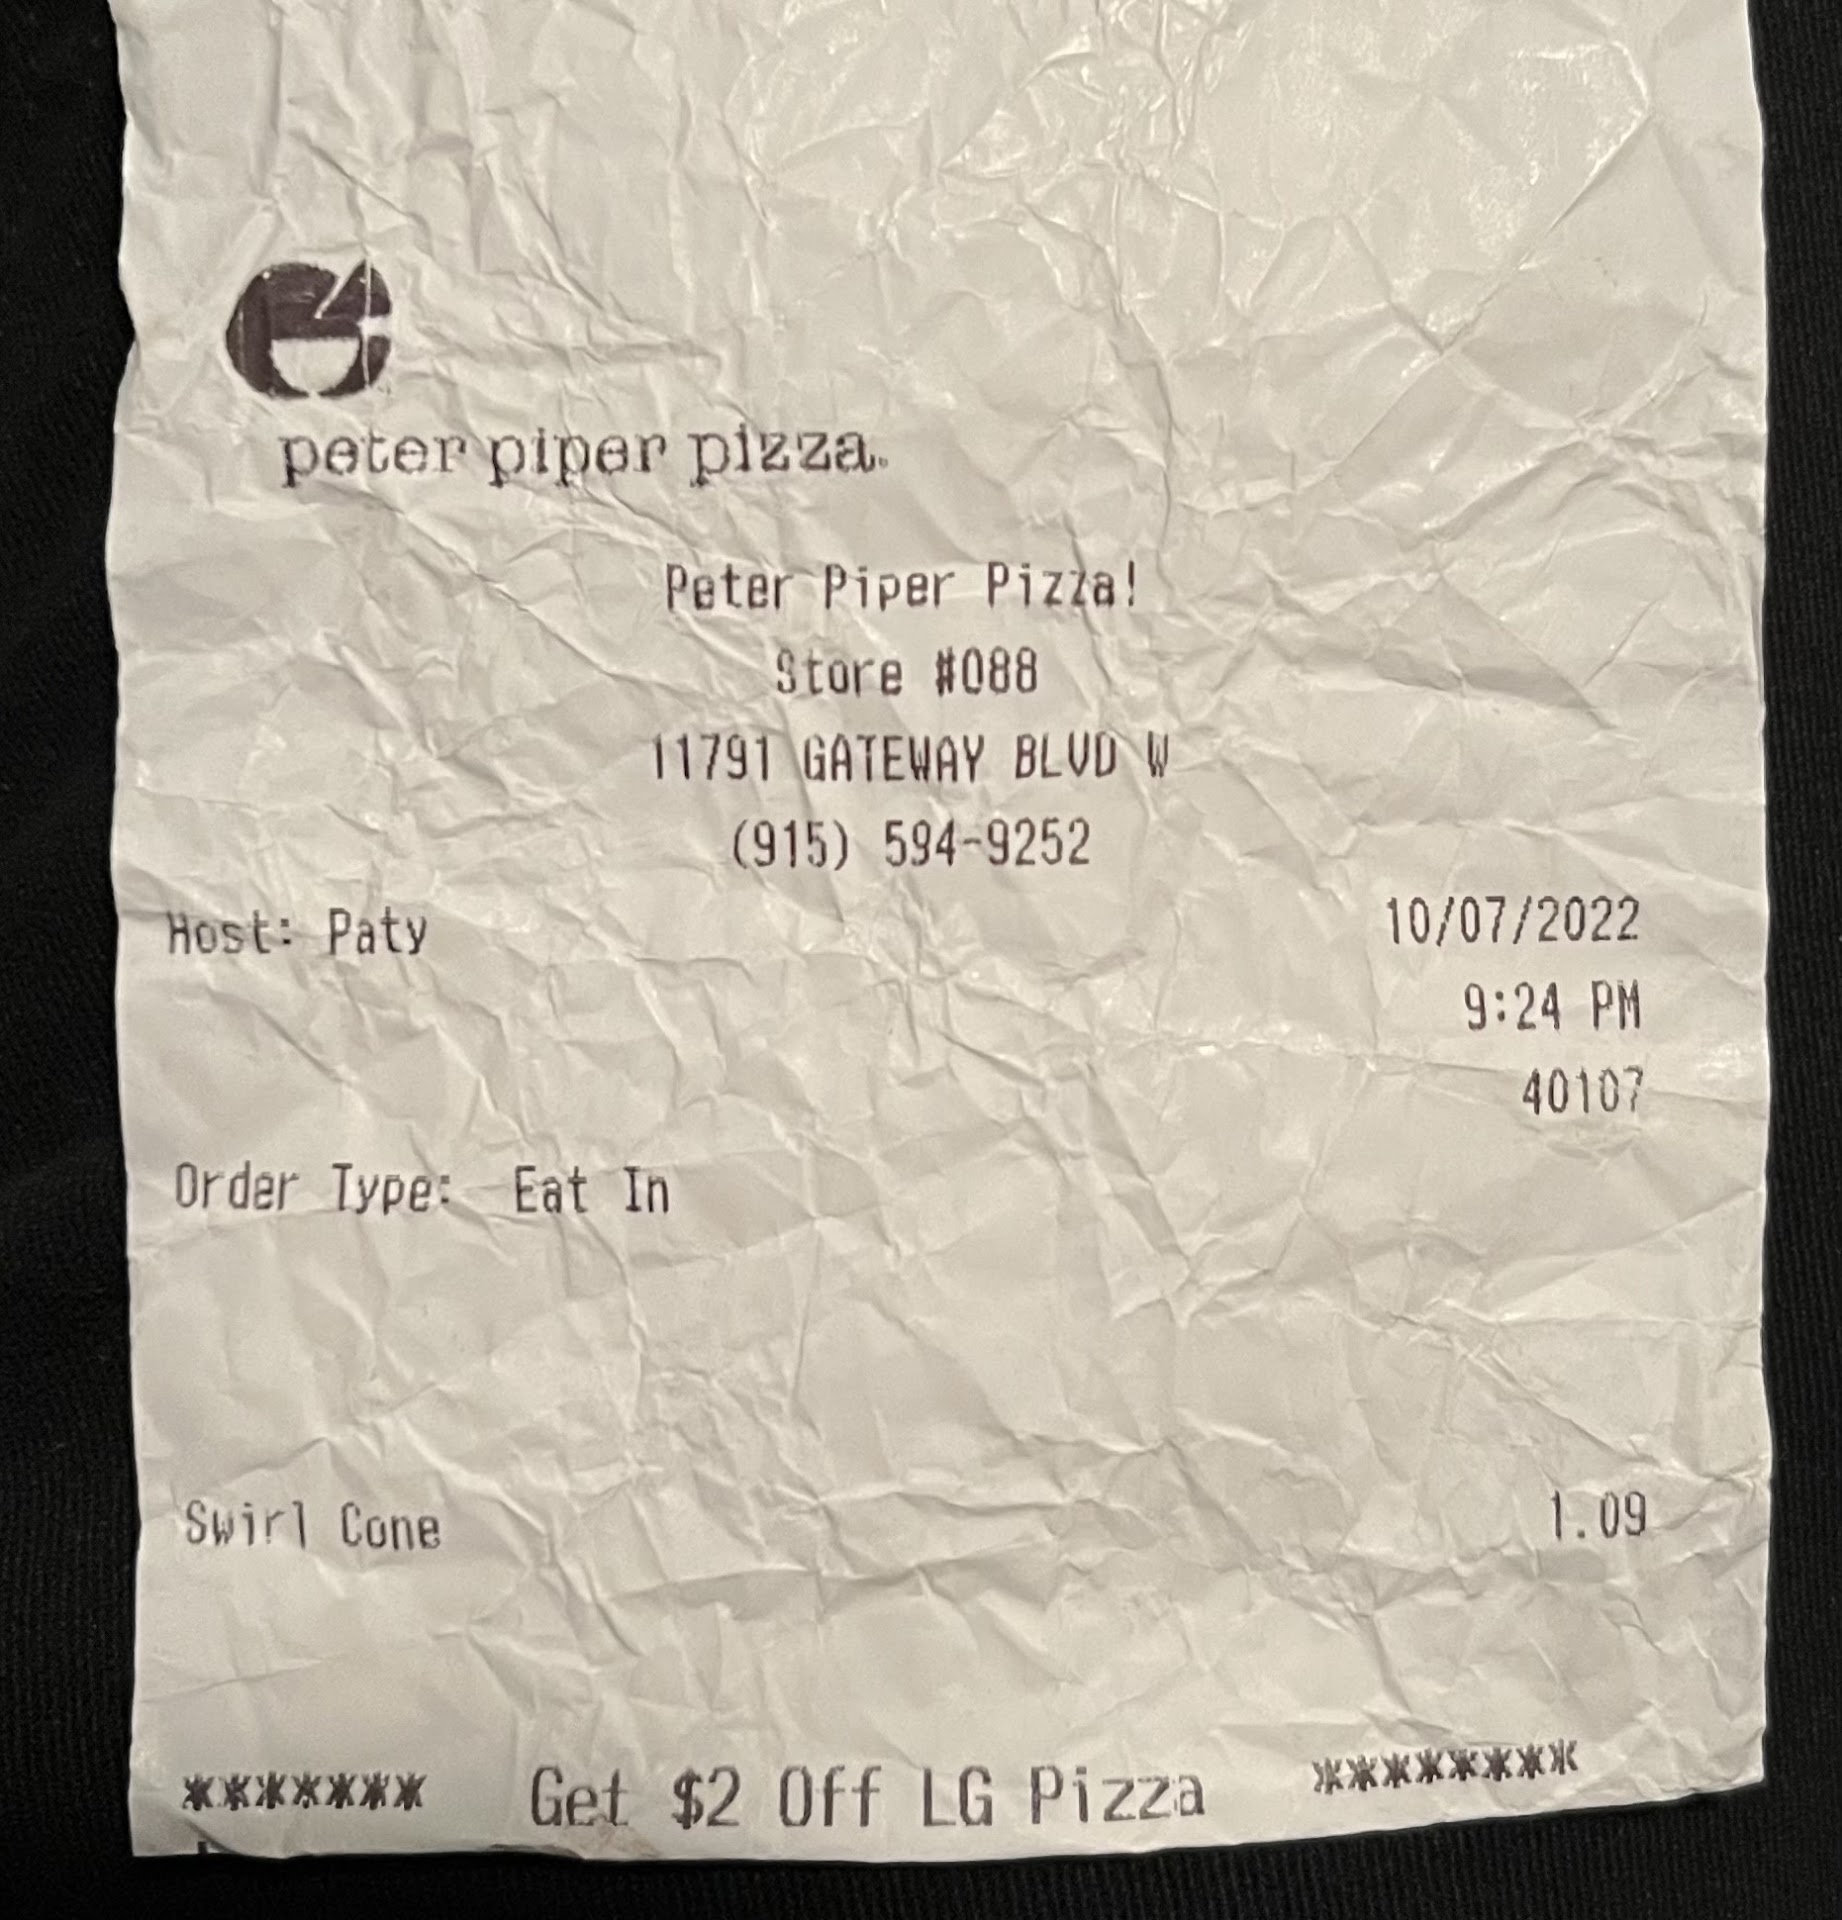 peter piper pizza.
Peter Piper Pizza!
Store #088
11791 GATEWAY BLVD W
(915) 594-9252
Host: Paty 10/07/2022
9:24 PM
40107
Order Type: Eat In
Swirl Cone 1.09
******* Get $2 Off LG Pizza ********